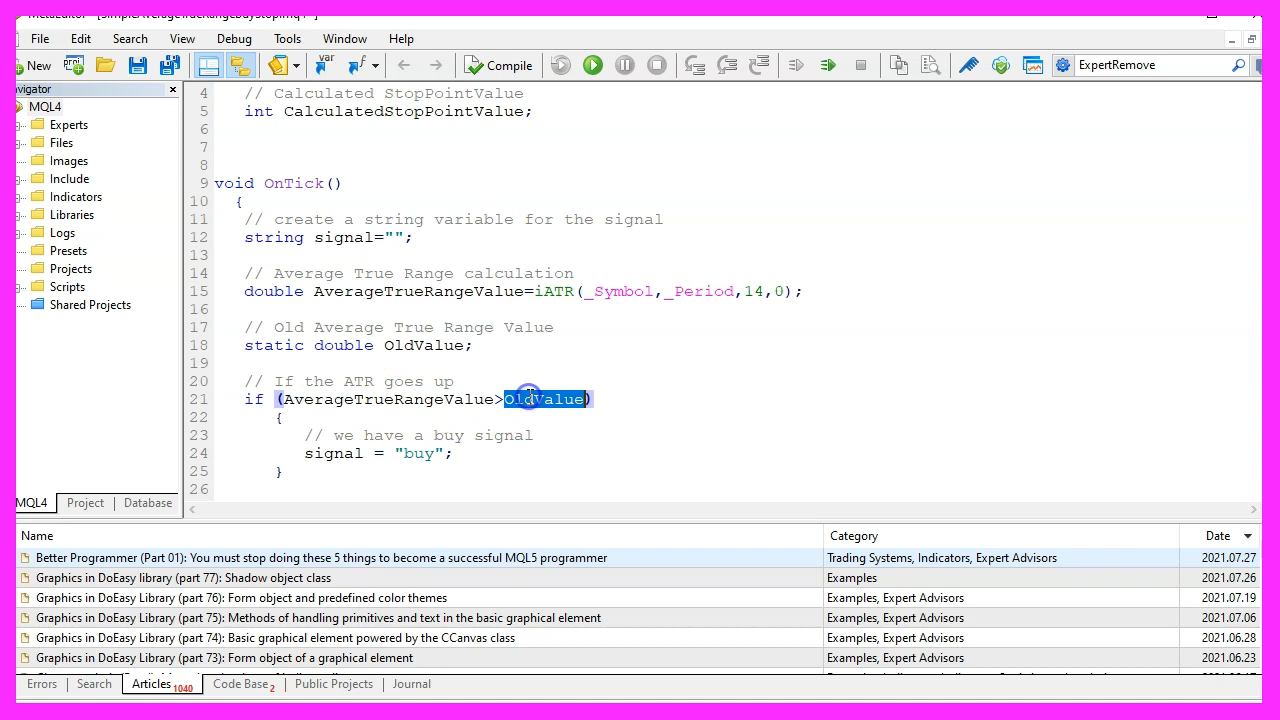 MetaEditor - [SimpleAverageTrueRangeBuyStop.mq4 *]
File Edit Search View Debug Tools Window Help
New Compile ExpertRemove
avigator
MQL4
Experts
Files
Images
Include
Indicators
Libraries
Logs
Presets
Projects
Scripts
Shared Projects
MQL4 Project Database
4 // Calculated StopPointValue
5 int CalculatedStopPointValue;
6
7
8
9 void OnTick()
10 {
11 // create a string variable for the signal
12 string signal="";
13
14 // Average True Range calculation
15 double AverageTrueRangeValue=iATR(_Symbol,_Period,14,0);
16
17 // Old Average True Range Value
18 static double OldValue;
19
20 // If the ATR goes up
21 if (AverageTrueRangeValue>OldValue)
22 {
23 // we have a buy signal
24 signal = "buy";
25 }
26
Name Category Date
Better Programmer (Part 01): You must stop doing these 5 things to become a successful MQL5 programmer Trading Systems, Indicators, Expert Advisors 2021.07.27
Graphics in DoEasy library (part 77): Shadow object class Examples 2021.07.26
Graphics in DoEasy Library (part 76): Form object and predefined color themes Examples, Expert Advisors 2021.07.19
Graphics in DoEasy Library (part 75): Methods of handling primitives and text in the basic graphical element Examples, Expert Advisors 2021.07.06
Graphics in DoEasy Library (part 74): Basic graphical element powered by the CCanvas class Examples, Expert Advisors 2021.06.28
Graphics in DoEasy Library (part 73): Form object of a graphical element Examples, Expert Advisors 2021.06.23
Errors Search Articles 1040 Code Base 2 Public Projects Journal